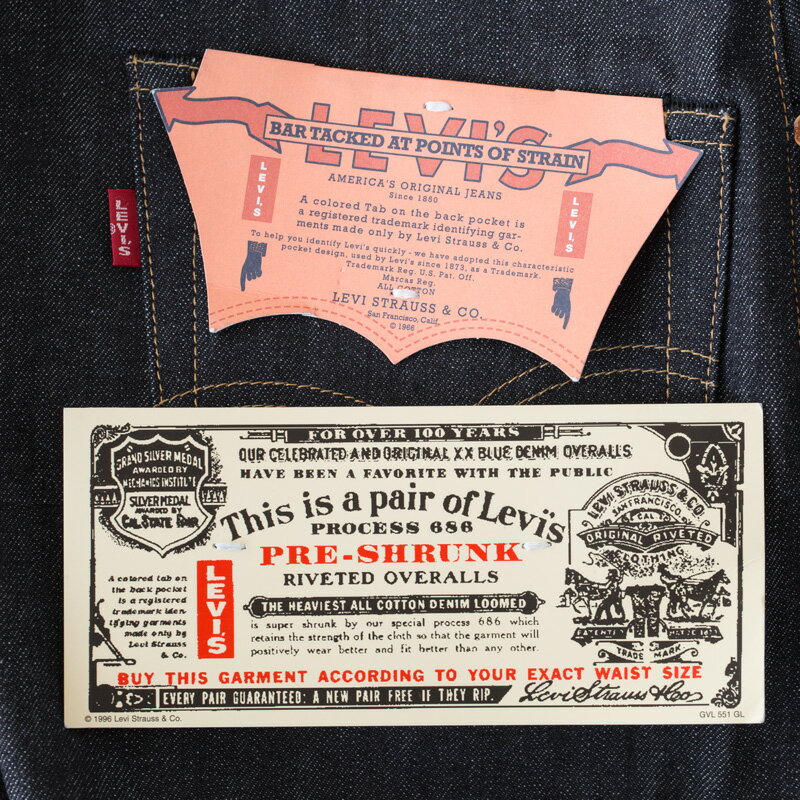 LEVI'S®
BAR TACKED AT POINTS OF STRAIN
AMERICA'S ORIGINAL JEANS
Since 1850
A colored Tab on the back pocket is
a registered trademark identifying gar-
ments made only by Levi Strauss & Co.
To help you identify Levi's quickly - we have adopted this characteristic
pocket design, used by Levi's since 1873, as a Trademark.
Trademark Reg. U.S. Pat. Off.
Marcas Reg.
ALL COTTON
LEVI STRAUSS & CO.
San Francisco, Calif.
© 1966
LEVI'S
LEVI'S
LEVI'S
FOR OVER 100 YEARS
OUR CELEBRATED AND ORIGINAL XX BLUE DENIM OVERALLS
HAVE BEEN A FAVORITE WITH THE PUBLIC
This is a pair of Levi's
PROCESS 686
PRE-SHRUNK
RIVETED OVERALLS
THE HEAVIEST ALL COTTON DENIM LOOMED
is super shrunk by our special process 686 which
retains the strength of the cloth so that the garment will
positively wear better and fit better than any other.
GRAND SILVER MEDAL
AWARDED BY
MECHANICS INSTITUTE
SILVER MEDAL
AWARDED BY
CAL STATE FAIR
A colored tab on
the back pocket
is a registered
trademark iden-
tifying garments
made only by
Levi Strauss
& Co.
LEVI'S
LEVI STRAUSS & CO.
SAN FRANCISCO,
CAL
ORIGINAL RIVETED
CLOTHING
PATENTED
TRADE MARK
BUY THIS GARMENT ACCORDING TO YOUR EXACT WAIST SIZE
EVERY PAIR GUARANTEED: A NEW PAIR FREE IF THEY RIP.
Levi Strauss & Co
© 1996 Levi Strauss & Co.
GVL 551 GL